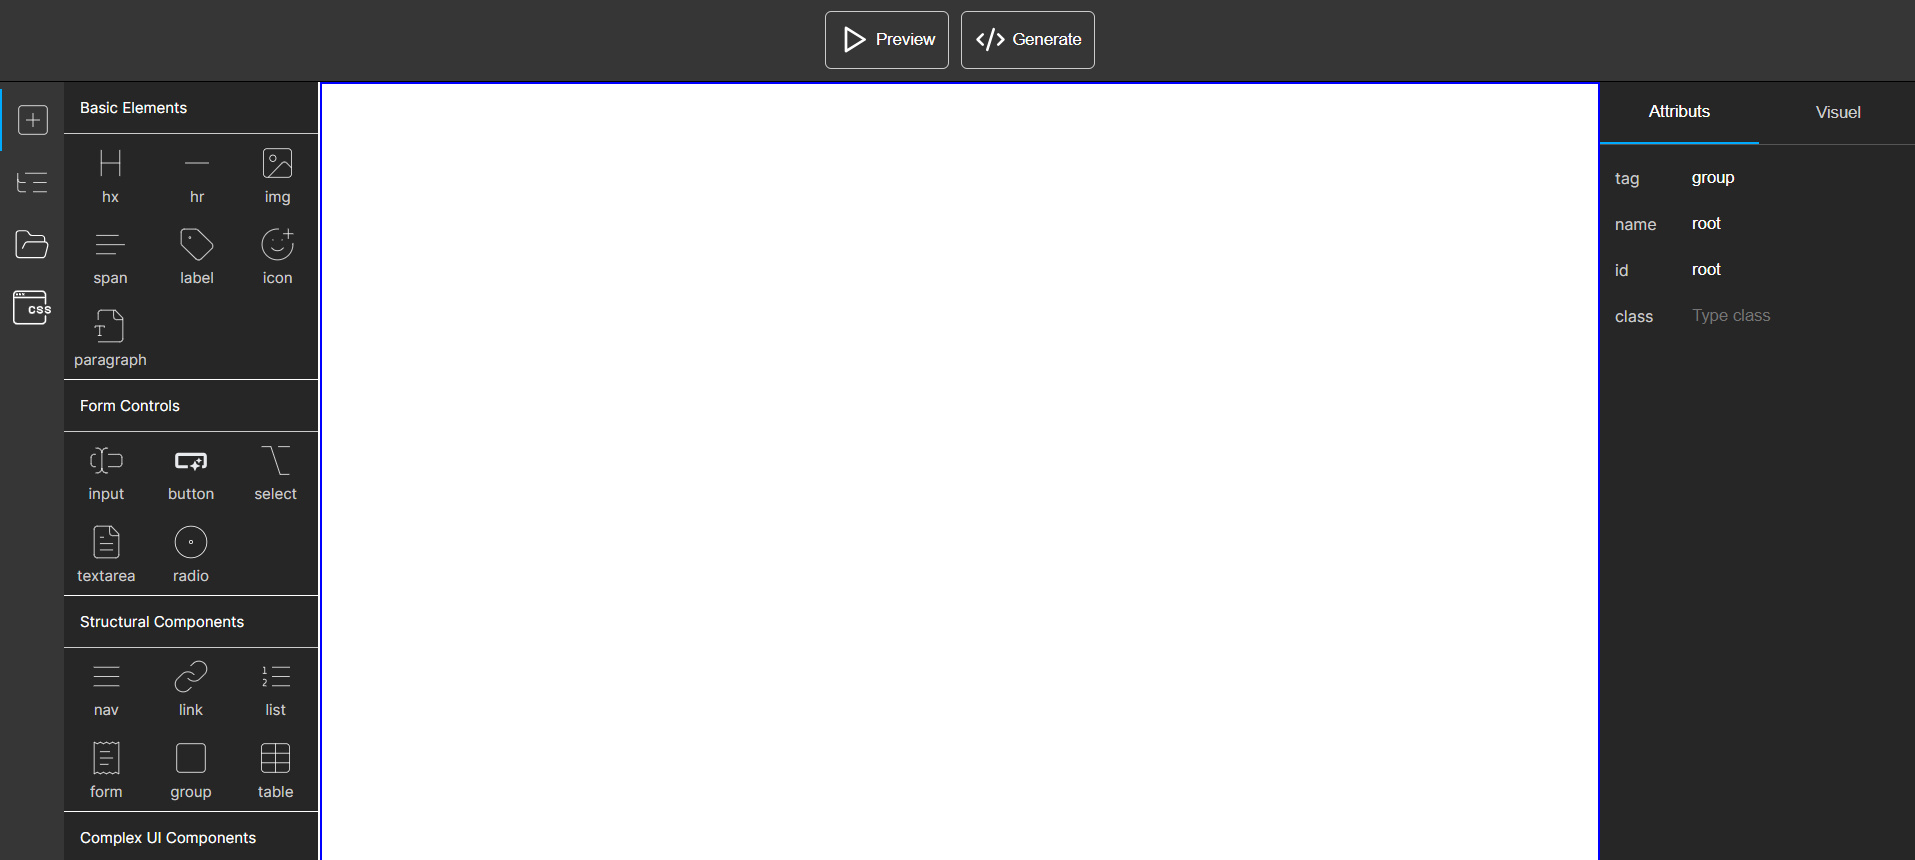 Preview
Generate
Basic Elements
hx hr img
span label icon
T
paragraph
Form Controls
input button select
textarea radio
Structural Components
1
2
nav link list
form group table
Complex UI Components
css
Attributs Visuel
tag group
name root
id root
class Type class